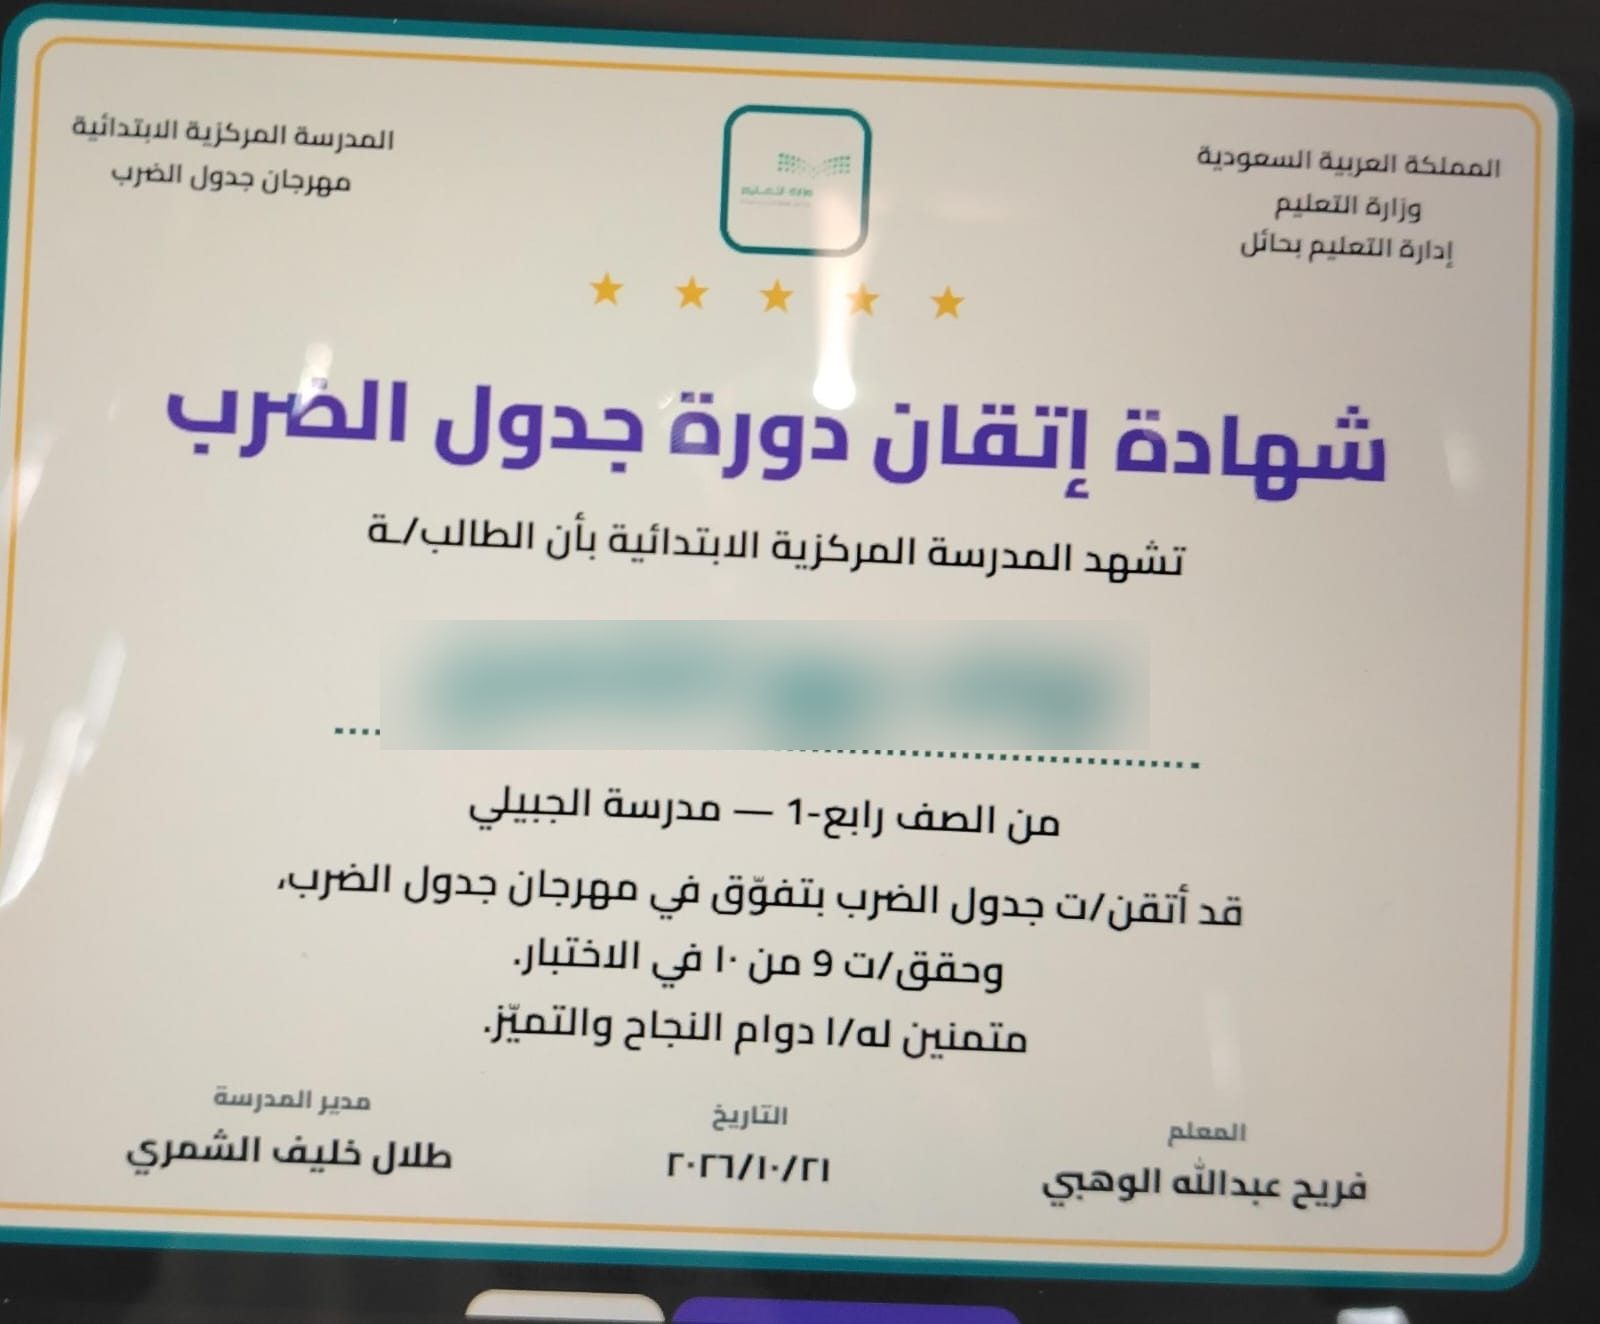 المملكة العربية السعودية
وزارة التعليم
إدارة التعليم بحائل
المدرسة المركزية الابتدائية
مهرجان جدول الضرب
وزارة التعليم
شهادة إتقان دورة جدول الضرب
تشهد المدرسة المركزية الابتدائية بأن الطالب/ـة
من الصف رابع-1 — مدرسة الجبيلي
قد أتقن/ت جدول الضرب بتفوّق في مهرجان جدول الضرب،
وحقق/ت 9 من ١٠ في الاختبار.
متمنين له/ا دوام النجاح والتميّز.
المعلم
فريح عبدالله الوهبي
التاريخ
٢٠٢٦/١٠/٢١
مدير المدرسة
طلال خليف الشمري